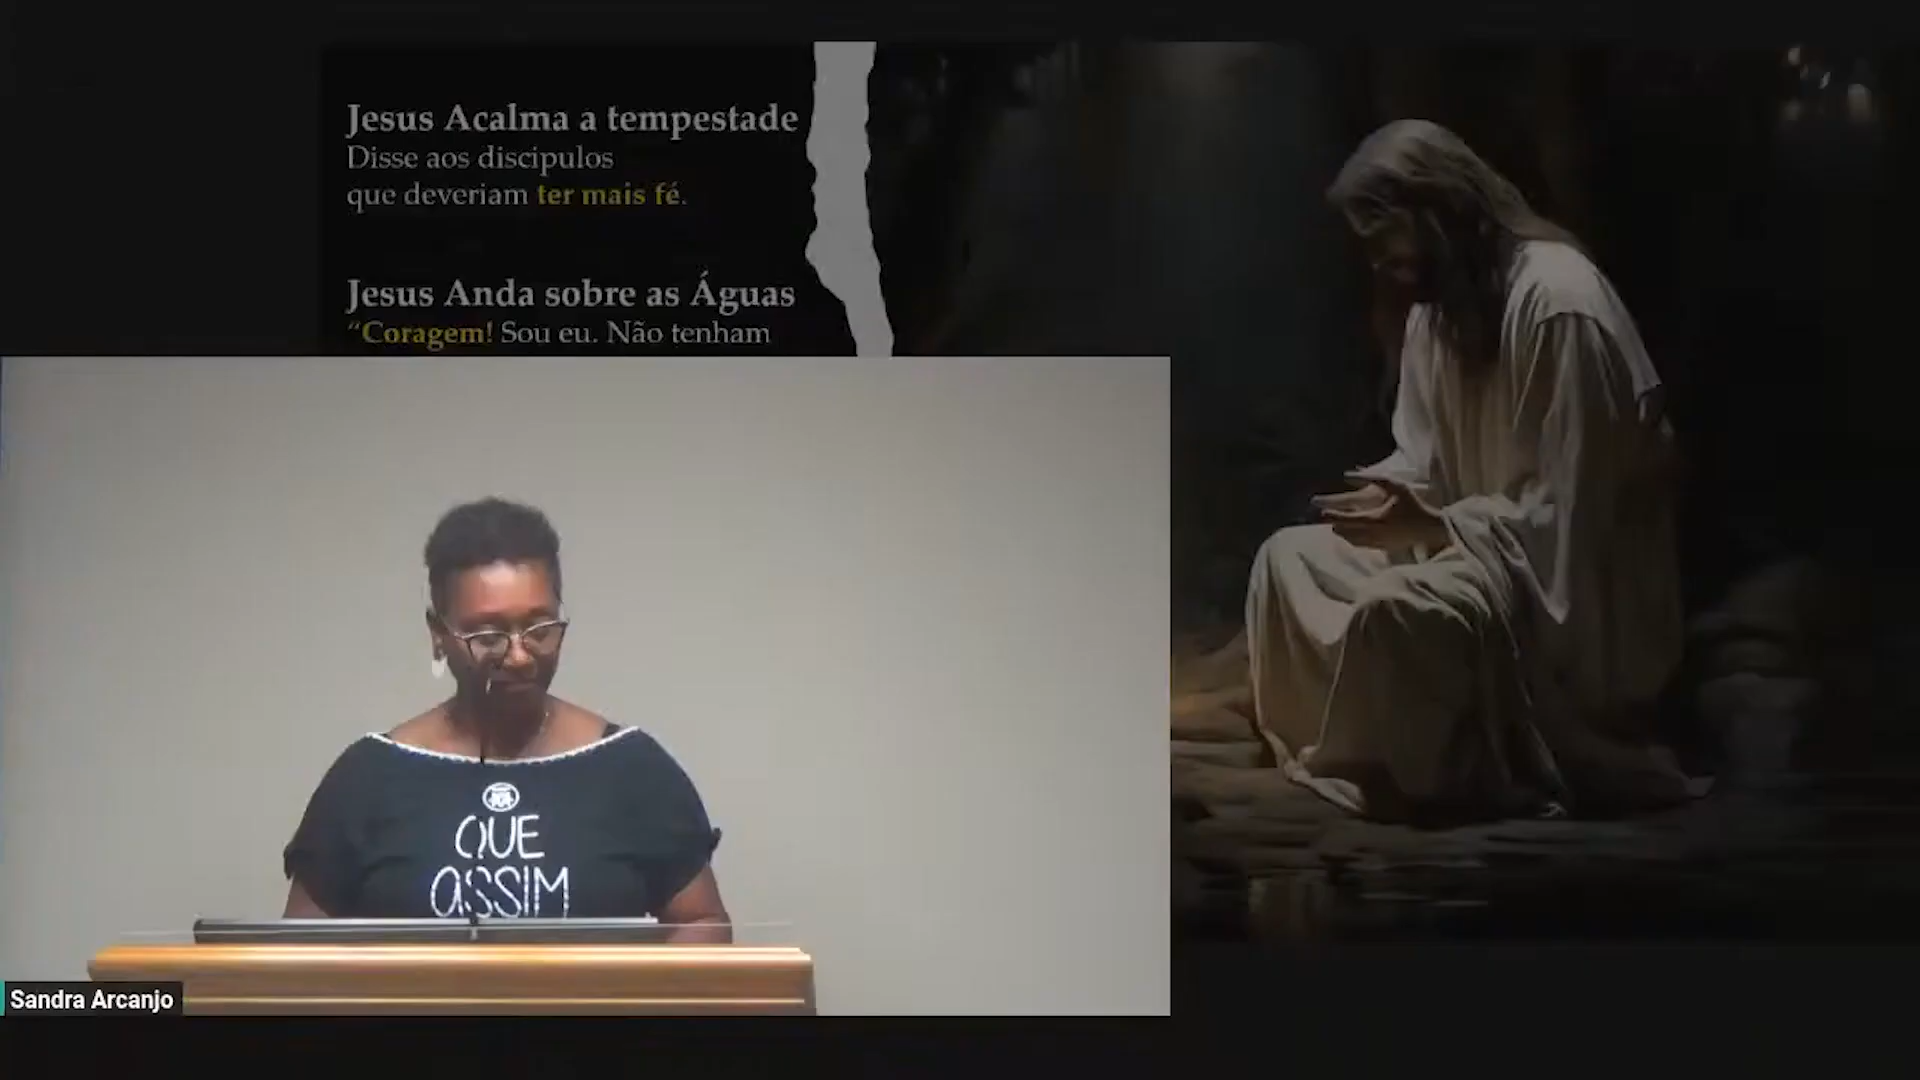 Jesus Acalma a tempestade
Disse aos discipulos
que deveriam ter mais fé.
Jesus Anda sobre as Águas
“Coragem! Sou eu. Não tenham
QUE
ASSIM
Sandra Arcanjo